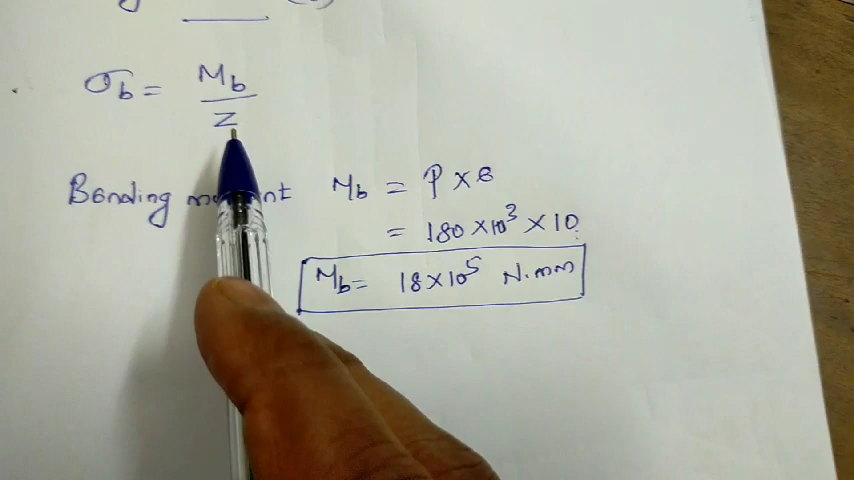 σb = Mb
Z
Bending Mb = P × e
= 180 × 10³ × 10
Mb = 18 × 10⁵ N.mm